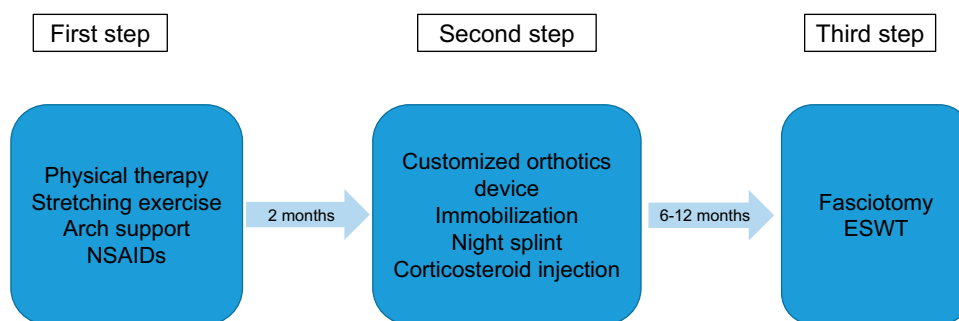 First step
Second step
Third step
Physical therapy
Stretching exercise
Arch support
NSAIDs
2 months
Customized orthotics
device
Immobilization
Night splint
Corticosteroid injection
6-12 months
Fasciotomy
ESWT